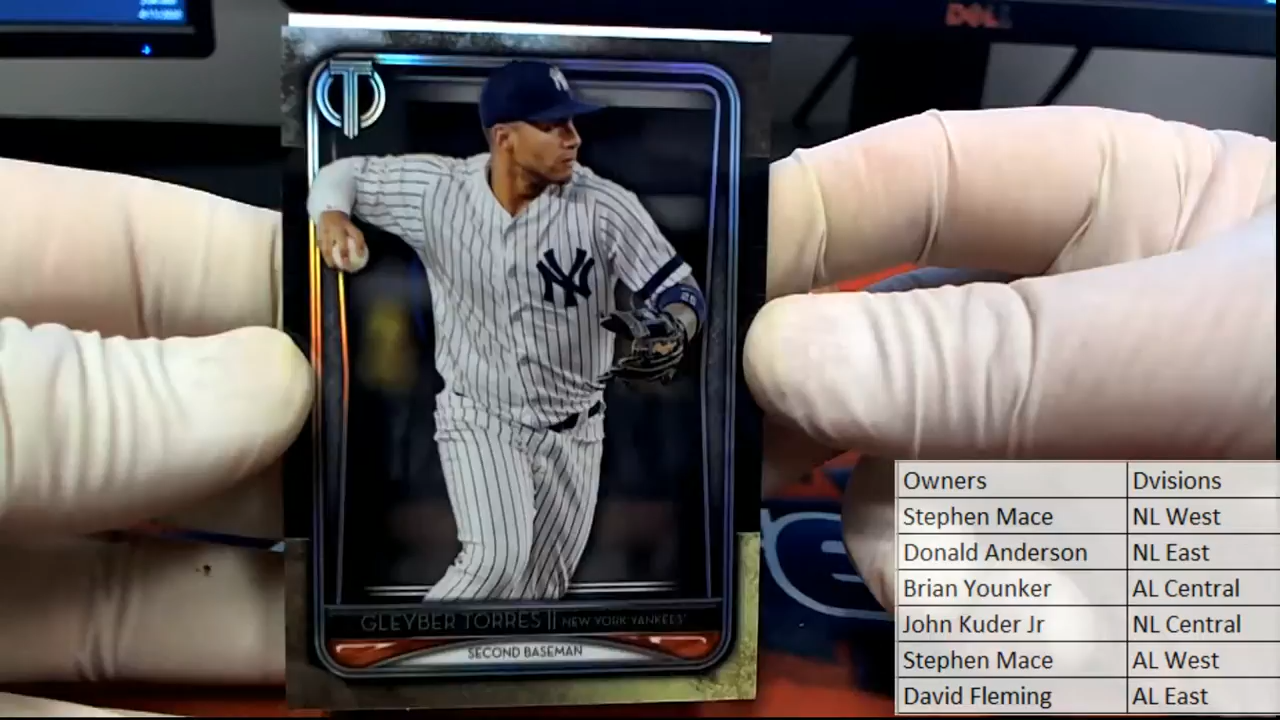 DELL
NY
NY
T
GLEYBER TORRES || NEW YORK YANKEES
SECOND BASEMAN
Owners Dvisions
Stephen Mace NL West
Donald Anderson NL East
Brian Younker AL Central
John Kuder Jr NL Central
Stephen Mace AL West
David Fleming AL East